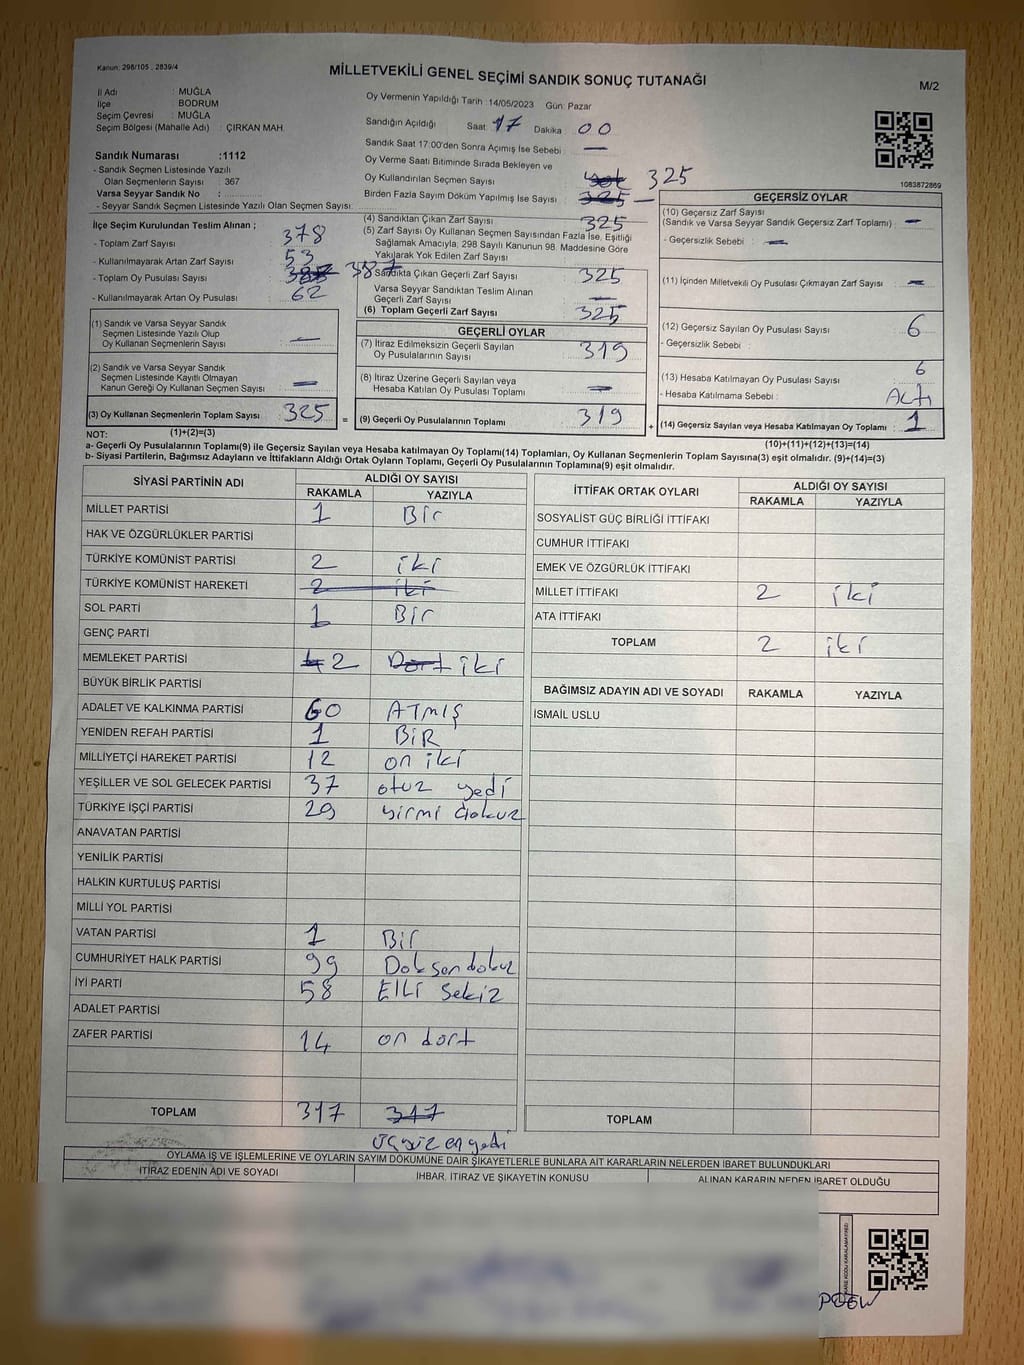 Kanun: 298/105 , 2839/4
MİLLETVEKİLİ GENEL SEÇİMİ SANDIK SONUÇ TUTANAĞI
M/2
İl Adı : MUĞLA
İlçe : BODRUM
Seçim Çevresi : MUĞLA
Seçim Bölgesi (Mahalle Adı) : ÇIRKAN MAH.
Sandık Numarası :1112
- Sandık Seçmen Listesinde Yazılı
Olan Seçmenlerin Sayısı : 367
Varsa Seyyar Sandık No :
- Seyyar Sandık Seçmen Listesinde Yazılı Olan Seçmen Sayısı:
Oy Vermenin Yapıldığı Tarih :14/05/2023 Gün: Pazar
Sandığın Açıldığı Saat: 17 Dakika : 00
Sandık Saat 17:00'den Sonra Açımış İse Sebebi : —
Oy Verme Saati Bitiminde Sırada Bekleyen ve
Oy Kullandırılan Seçmen Sayısı : yok 325
Birden Fazla Sayım Döküm Yapılmış İse Sayısı : 325 —
1083872869
İlçe Seçim Kurulundan Teslim Alınan ;
- Toplam Zarf Sayısı : 378
- Kullanılmayarak Artan Zarf Sayısı : 53
- Toplam Oy Pusulası Sayısı : 387
- Kullanılmayarak Artan Oy Pusulası : 62
(4) Sandıktan Çıkan Zarf Sayısı : 325
(5) Zarf Sayısı Oy Kullanan Seçmen Sayısından Fazla İse, Eşitliği
Sağlamak Amacıyla; 298 Sayılı Kanunun 98. Maddesine Göre
Yakılarak Yok Edilen Zarf Sayısı :
Sandıkta Çıkan Geçerli Zarf Sayısı : 325
Varsa Seyyar Sandıktan Teslim Alınan
Geçerli Zarf Sayısı : —
(6) Toplam Geçerli Zarf Sayısı : 325
GEÇERSİZ OYLAR
(10) Geçersiz Zarf Sayısı
(Sandık ve Varsa Seyyar Sandık Geçersiz Zarf Toplamı) : —
- Geçersizlik Sebebi : —
(11) İçinden Milletvekili Oy Pusulası Çıkmayan Zarf Sayısı : —
(12) Geçersiz Sayılan Oy Pusulası Sayısı : 6
- Geçersizlik Sebebi :
(13) Hesaba Katılmayan Oy Pusulası Sayısı : 6
- Hesaba Katılmama Sebebi : Actı
(14) Geçersiz Sayılan veya Hesaba Katılmayan Oy Toplamı : 1
(10)+(11)+(12)+(13)=(14)
(1) Sandık ve Varsa Seyyar Sandık
Seçmen Listesinde Yazılı Olup
Oy Kullanan Seçmenlerin Sayısı : —
(2) Sandık ve Varsa Seyyar Sandık
Seçmen Listesinde Kayıtlı Olmayan
Kanun Gereği Oy Kullanan Seçmen Sayısı : —
(3) Oy Kullanan Seçmenlerin Toplam Sayısı : 325 =
(1)+(2)=(3)
GEÇERLİ OYLAR
(7) İtiraz Edilmeksizin Geçerli Sayılan
Oy Pusulalarının Sayısı : 319
(8) İtiraz Üzerine Geçerli Sayılan veya
Hesaba Katılan Oy Pusulası Toplamı : —
(9) Geçerli Oy Pusulalarının Toplamı : 319 +
NOT:
a- Geçerli Oy Pusulalarının Toplamı(9) ile Geçersiz Sayılan veya Hesaba katılmayan Oy Toplamı(14) Toplamları, Oy Kullanan Seçmenlerin Toplam Sayısına(3) eşit olmalıdır. (9)+(14)=(3)
b- Siyasi Partilerin, Bağımsız Adayların ve İttifakların Aldığı Ortak Oyların Toplamı, Geçerli Oy Pusulalarının Toplamına(9) eşit olmalıdır.
SİYASİ PARTİNİN ADI ALDIĞI OY SAYISI
RAKAMLA YAZIYLA
MİLLET PARTİSİ 1 Bir
HAK VE ÖZGÜRLÜKLER PARTİSİ
TÜRKİYE KOMÜNİST PARTİSİ 2 iki
TÜRKİYE KOMÜNİST HAREKETİ 2 iki
SOL PARTİ 1 Bir
GENÇ PARTİ
MEMLEKET PARTİSİ 4 2 Dört iki
BÜYÜK BİRLİK PARTİSİ
ADALET VE KALKINMA PARTİSİ 60 ATMIŞ
YENİDEN REFAH PARTİSİ 1 BİR
MİLLİYETÇİ HAREKET PARTİSİ 12 on iki
YEŞİLLER VE SOL GELECEK PARTİSİ 37 otuz yedi
TÜRKİYE İŞÇİ PARTİSİ 29 yirmi dokuz
ANAVATAN PARTİSİ
YENİLİK PARTİSİ
HALKIN KURTULUŞ PARTİSİ
MİLLİ YOL PARTİSİ
VATAN PARTİSİ 1 Bir
CUMHURİYET HALK PARTİSİ 99 Doksan dokuz
İYİ PARTİ 58 Elli Sekiz
ADALET PARTİSİ
ZAFER PARTİSİ 14 on dört
TOPLAM 317 317
üçyüz on yedi
İTTİFAK ORTAK OYLARI ALDIĞI OY SAYISI
RAKAMLA YAZIYLA
SOSYALİST GÜÇ BİRLİĞİ İTTİFAKI
CUMHUR İTTİFAKI
EMEK VE ÖZGÜRLÜK İTTİFAKI
MİLLET İTTİFAKI 2 iki
ATA İTTİFAKI
TOPLAM 2 iki
BAĞIMSIZ ADAYIN ADI VE SOYADI RAKAMLA YAZIYLA
İSMAİL USLU
TOPLAM
OYLAMA İŞ VE İŞLEMLERİNE VE OYLARIN SAYIM DÖKÜMÜNE DAİR ŞİKAYETLERLE BUNLARA AİT KARARLARIN NELERDEN İBARET BULUNDUKLARI
İTİRAZ EDENİN ADI VE SOYADI İHBAR, İTİRAZ VE ŞİKAYETİN KONUSU ALINAN KARARIN NEDEN İBARET OLDUĞU